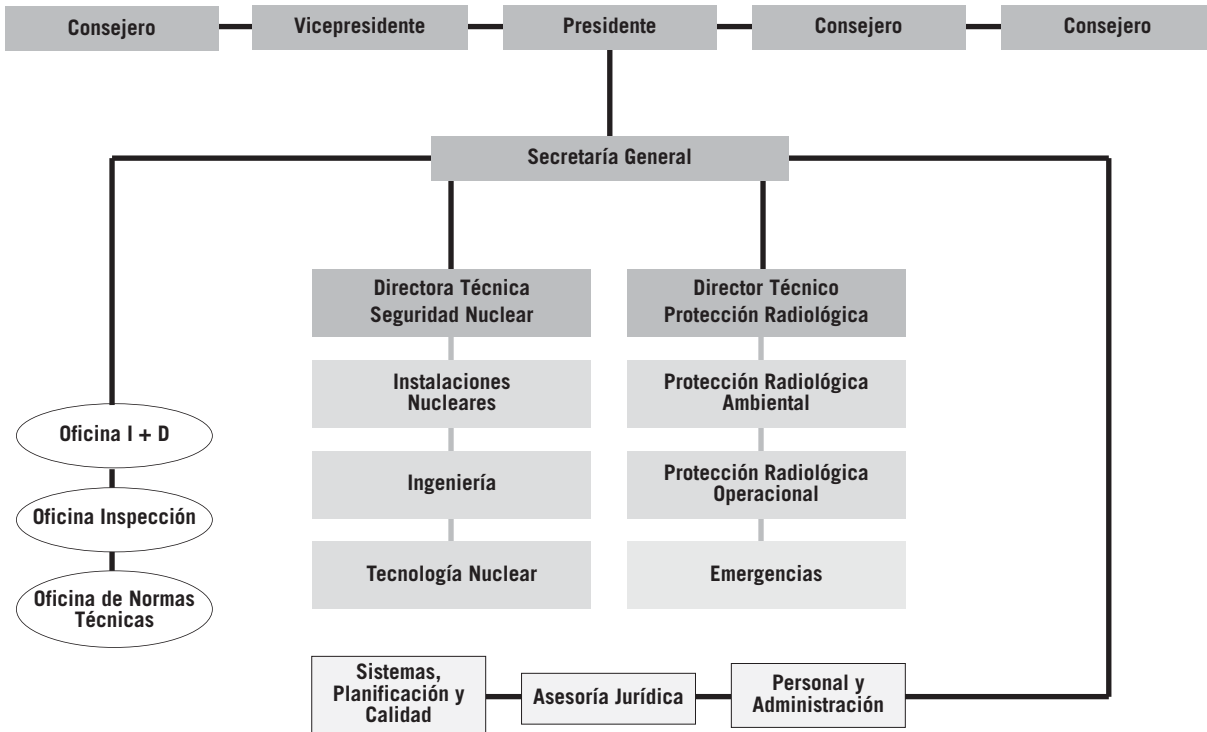 Consejero
Vicepresidente
Presidente
Consejero
Consejero
Secretaría General
Directora Técnica
Seguridad Nuclear
Director Técnico
Protección Radiológica
Instalaciones
Nucleares
Protección Radiológica
Ambiental
Oficina I + D
Ingeniería
Protección Radiológica
Operacional
Oficina Inspección
Tecnología Nuclear
Emergencias
Oficina de Normas
Técnicas
Sistemas,
Planificación y
Calidad
Asesoría Jurídica
Personal y
Administración